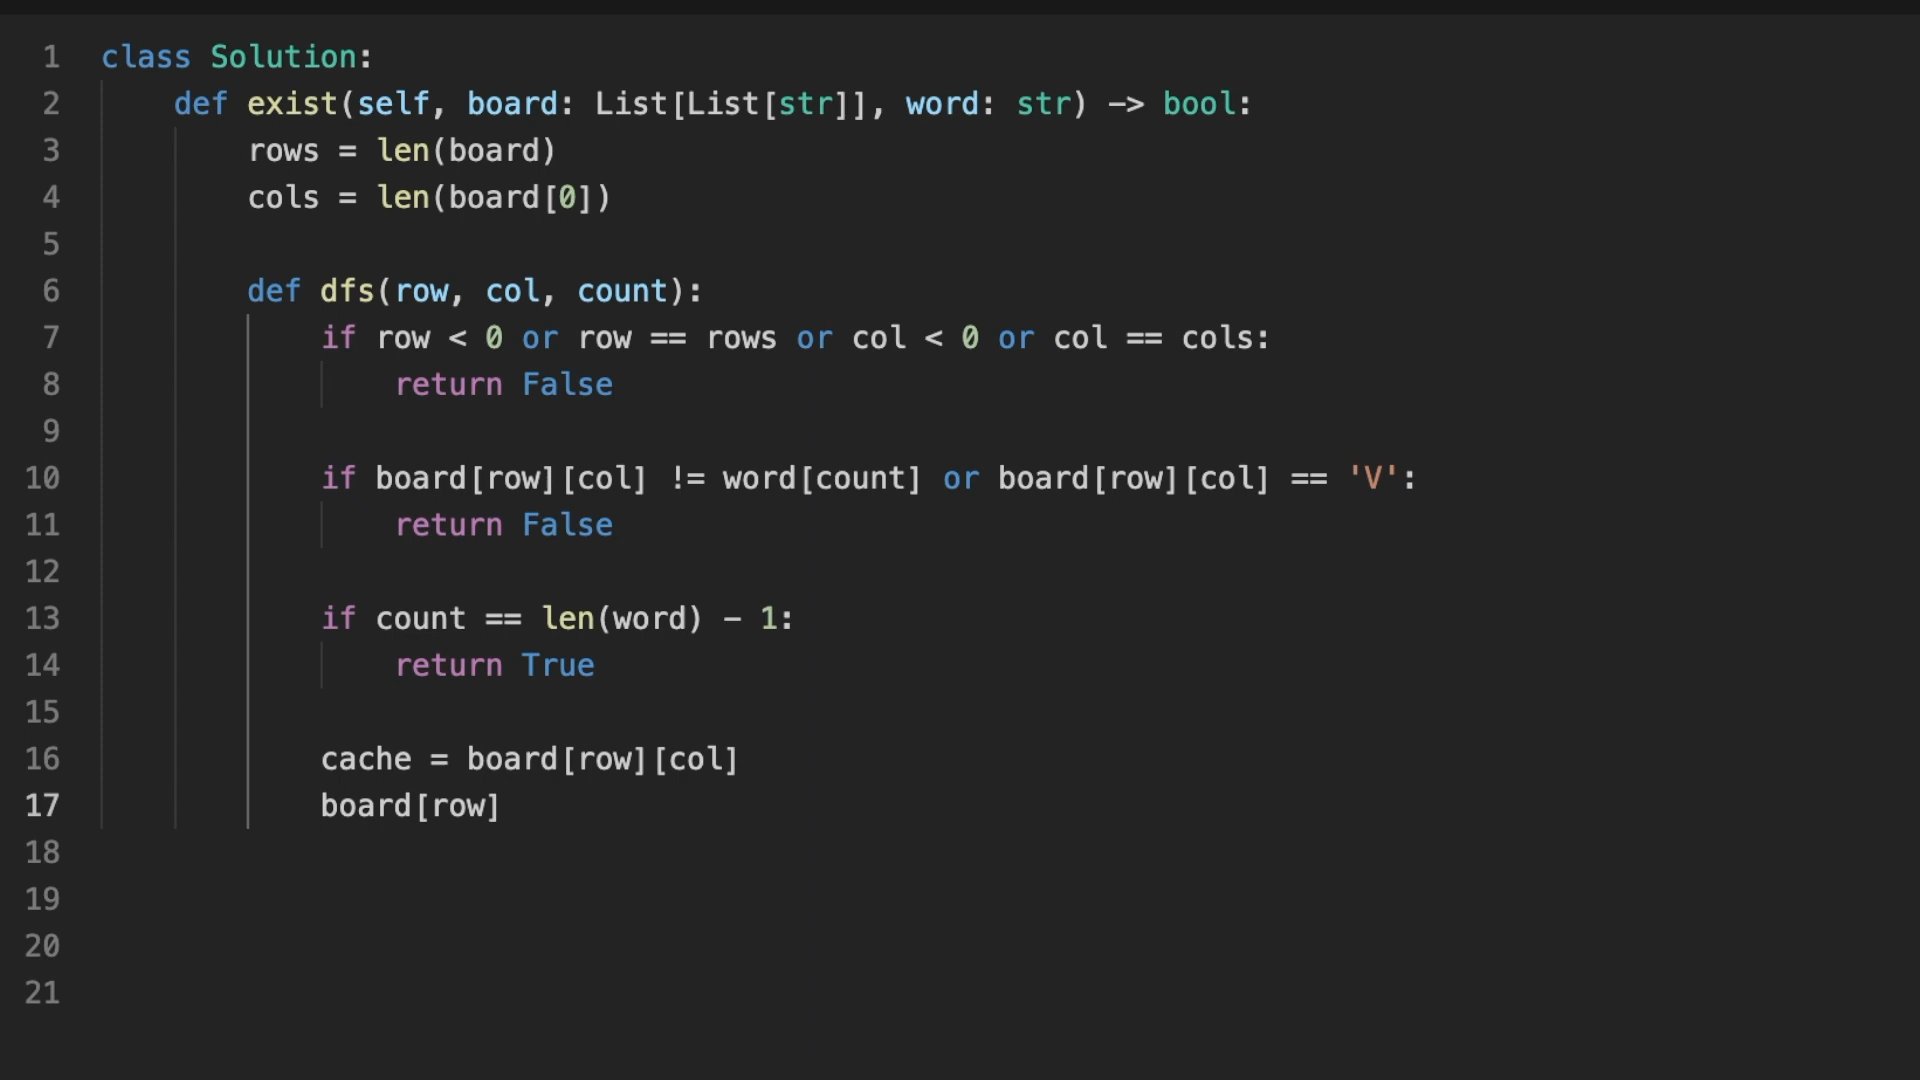 1 class Solution:
2     def exist(self, board: List[List[str]], word: str) -> bool:
3         rows = len(board)
4         cols = len(board[0])
5
6         def dfs(row, col, count):
7             if row < 0 or row == rows or col < 0 or col == cols:
8                 return False
9
10             if board[row][col] != word[count] or board[row][col] == 'V':
11                 return False
12
13             if count == len(word) - 1:
14                 return True
15
16             cache = board[row][col]
17             board[row]
18
19
20
21